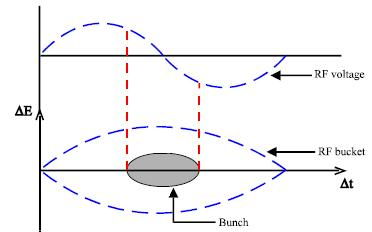 RF voltage
ΔE
RF bucket
Δt
Bunch